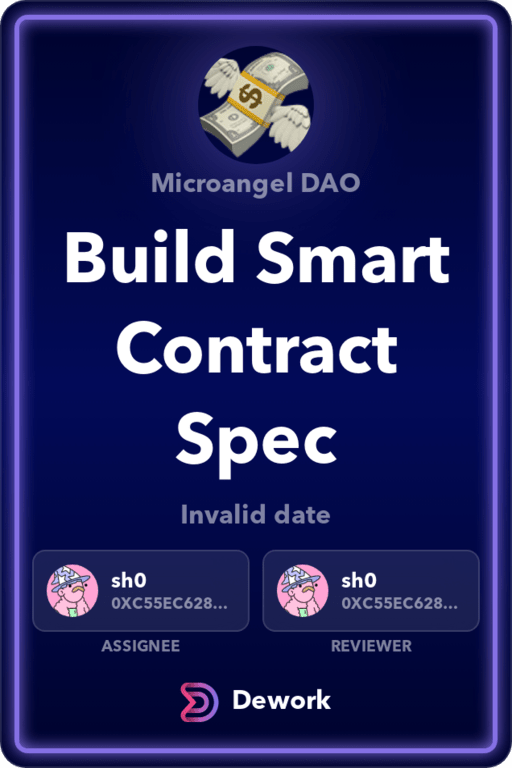 Microangel DAO
Build Smart
Contract
Spec
Invalid date
sh0
0XC55EC628...
ASSIGNEE
sh0
0XC55EC628...
REVIEWER
Dework